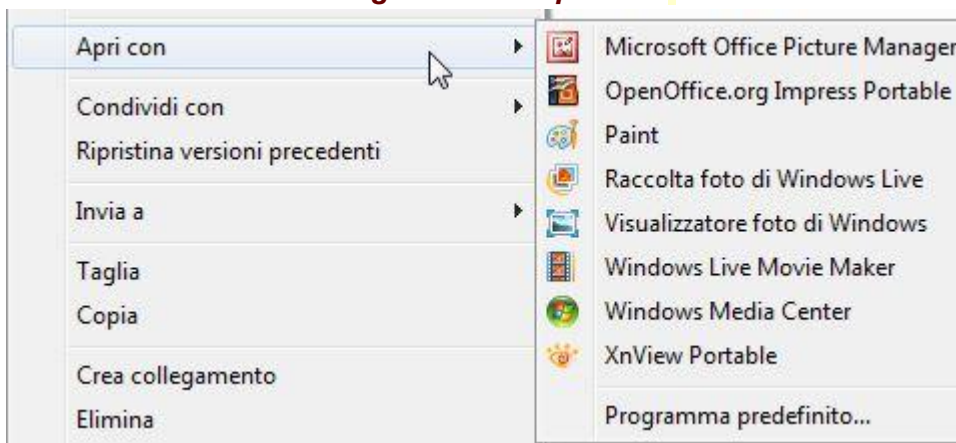 Apri con
Condividi con
Ripristina versioni precedenti
Invia a
Taglia
Copia
Crea collegamento
Elimina
Microsoft Office Picture Manager
OpenOffice.org Impress Portable
Paint
Raccolta foto di Windows Live
Visualizzatore foto di Windows
Windows Live Movie Maker
Windows Media Center
XnView Portable
Programma predefinito...